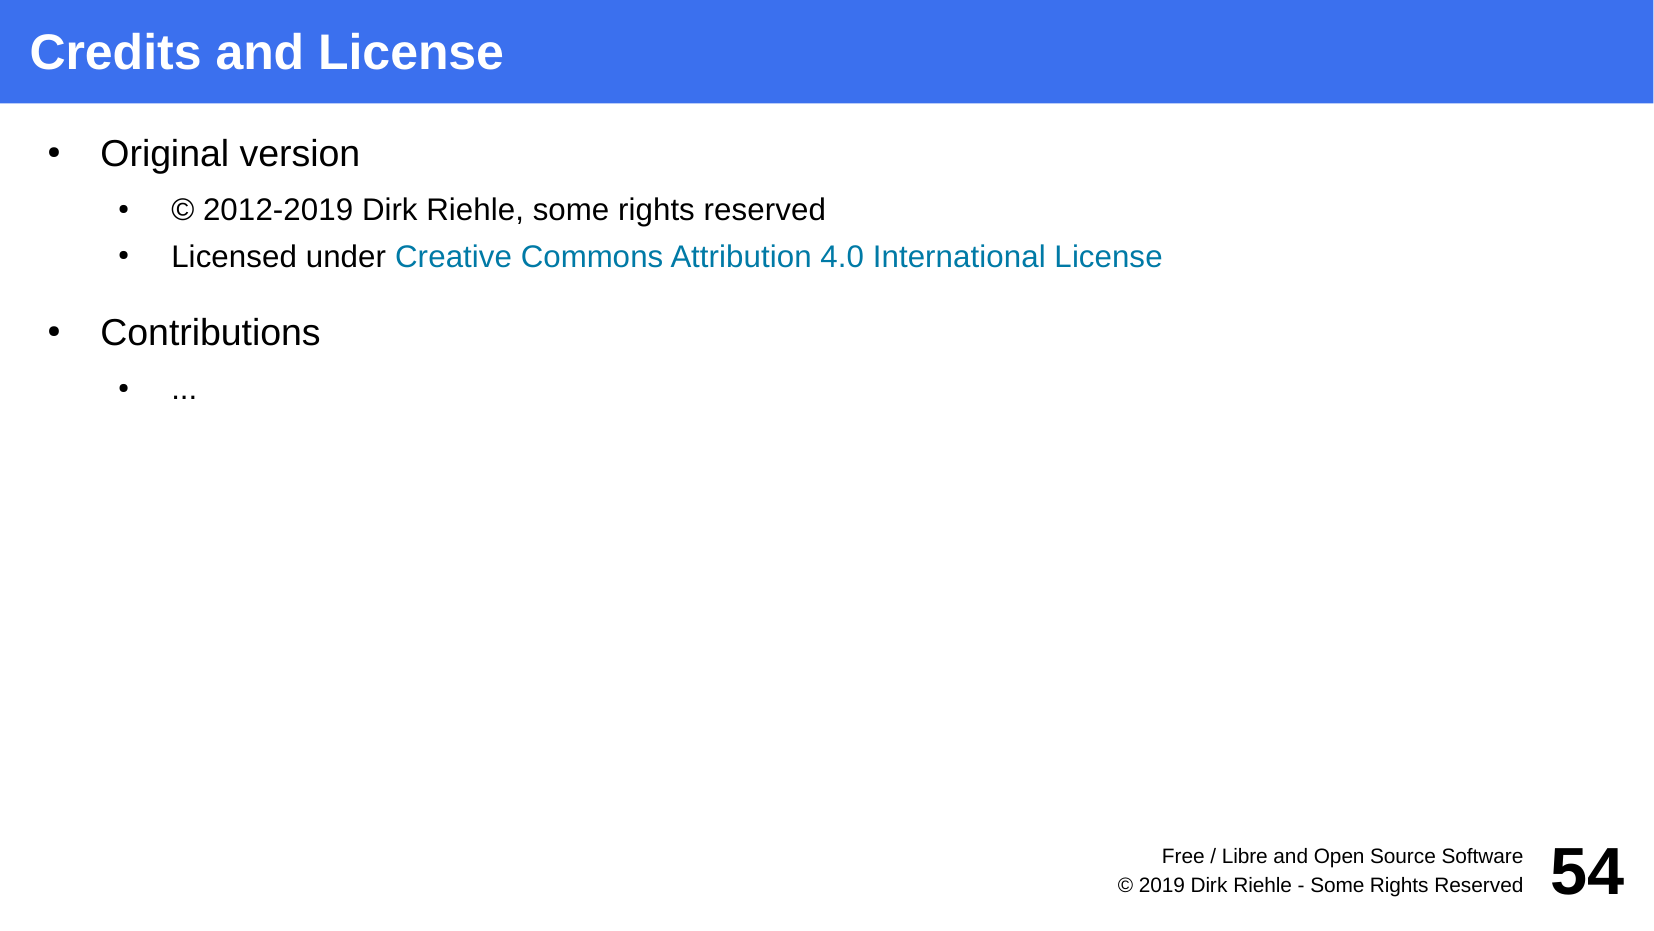 Credits and License
• Original version
• © 2012-2019 Dirk Riehle, some rights reserved
• Licensed under Creative Commons Attribution 4.0 International License
• Contributions
• ...
Free / Libre and Open Source Software
© 2019 Dirk Riehle - Some Rights Reserved
54